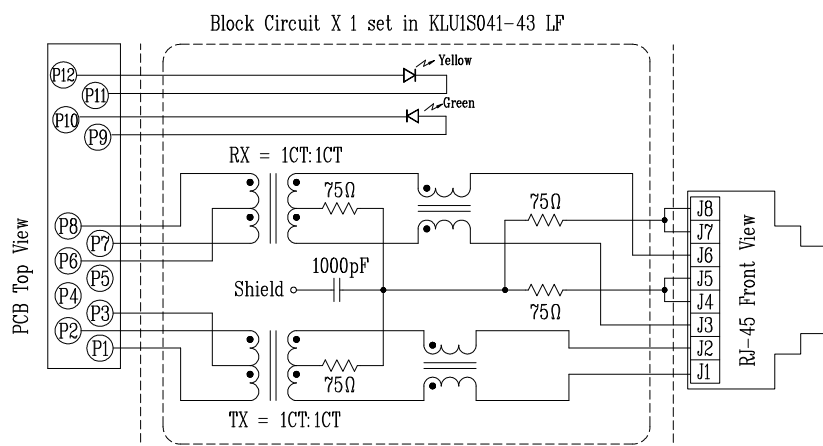 Block Circuit X 1 set in KLU1S041-43 LF
P12
Yellow
P11
P10
Green
P9
RX = 1CT:1CT
75Ω
75Ω
J8
P8
J7
P7
J6
P6
1000pF
P5
J5
Shield
P4
J4
P3
75Ω
J3
P2
J2
P1
75Ω
J1
TX = 1CT:1CT
PCB Top View
RJ-45 Front View